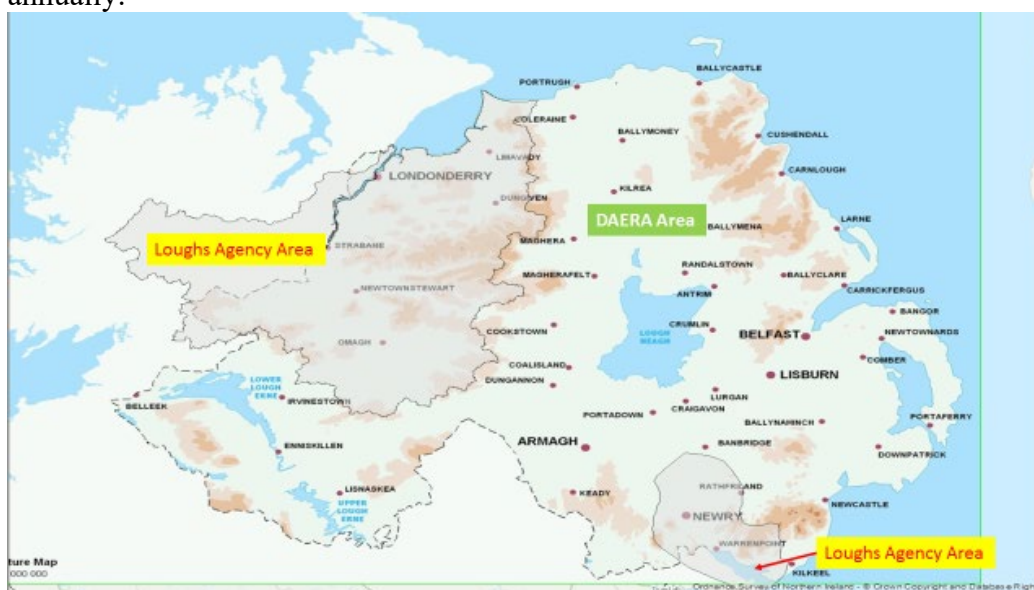 annually.
BALLYCASTLE
PORTRUSH
COLERAINE
BALLYMONEY
CUSHENDALL
LIMAVADY
LONDONDERRY
CARNLOUGH
KILREA
DUNGIVEN
DAERA Area
LARNE
BALLYMENA
Loughs Agency Area
STRABANE
MAGHERA
RANDALSTOWN
MAGHERAFELT
BALLYCLARE
NEWTOWNSTEWART
ANTRIM
CARRICKFERGUS
BANGOR
COOKSTOWN
LOUGH
NEAGH
CRUMLIN
BELFAST
NEWTOWNARDS
OMAGH
COMBER
COALISLAND
LISBURN
DUNGANNON
LOWER
LOUGH
ERNE
BELLEEK
IRVINESTOWN
LURGAN
CRAIGAVON
PORTADOWN
PORTAFERRY
BALLYNAHINCH
ENNISKILLEN
ARMAGH
BANBRIDGE
DOWNPATRICK
LISNASKEA
KEADY
RATHFRILAND
UPPER
LOUGH
ERNE
NEWCASTLE
NEWRY
WARRENPOINT
Loughs Agency Area
KILKEEL
ture Map
000 000
Ordnance Survey of Northern Ireland - © Crown Copyright and Database Righ